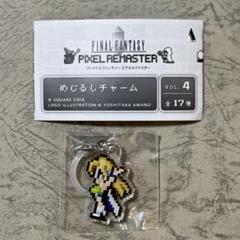 FINAL FANTASY
PIXEL REMASTER
ファイナルファンタジー ピクセルリマスター
めじるしチャーム
VOL. 4
全17種
© SQUARE ENIX
LOGO ILLUSTRATION © YOSHITAKA AMANO